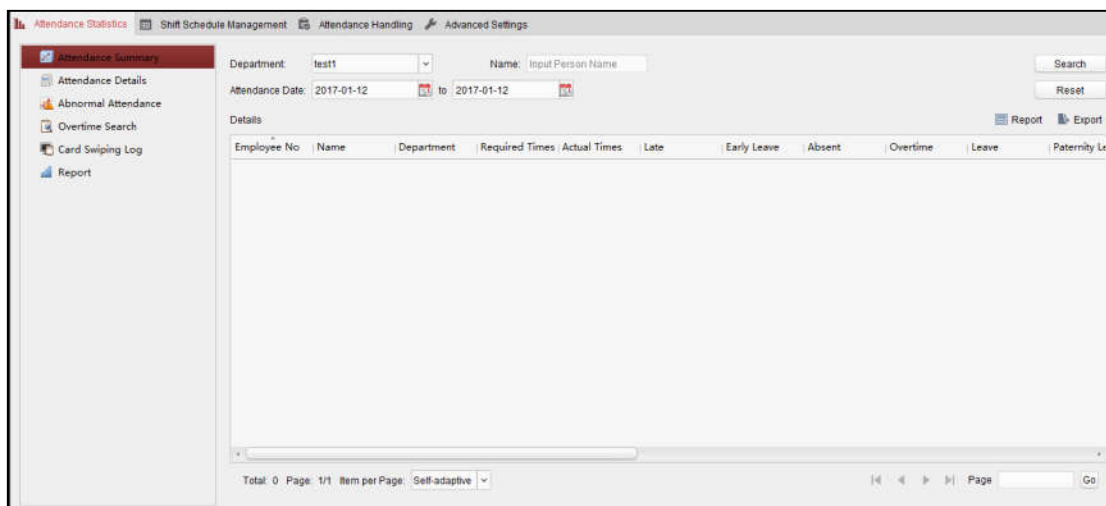 Attendance Statistics Shift Schedule Management Attendance Handling Advanced Settings
Attendance Summary
Attendance Details
Abnormal Attendance
Overtime Search
Card Swiping Log
Report
Department: test1 Name: Input Person Name Search
Attendance Date: 2017-01-12 to 2017-01-12 Reset
Details Report Export
Employee No Name Department Required Times Actual Times Late Early Leave Absent Overtime Leave Paternity Le
Total: 0 Page: 1/1 Item per Page: Self-adaptive Page Go